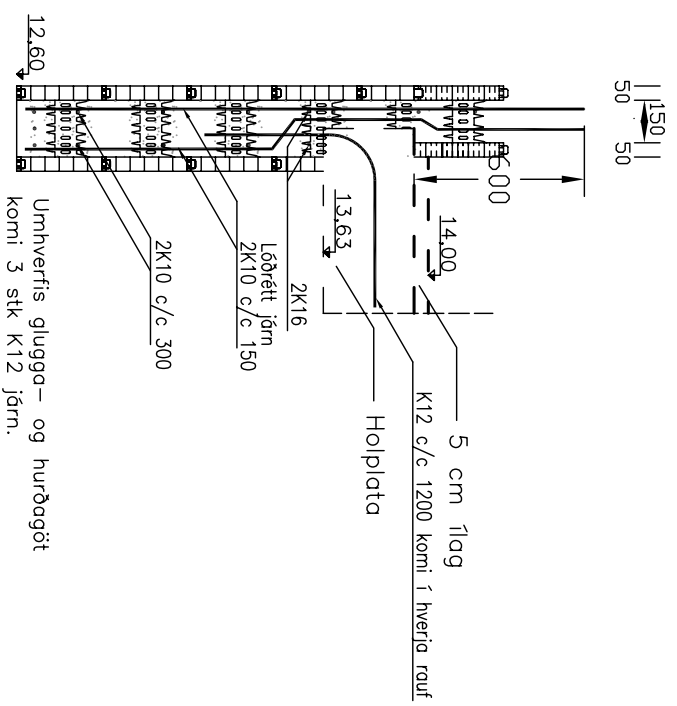 150
50
50
5 cm ílag
K12 c/c 1200 komi í hverja rauf
14,00
Holplata
13,63
2K16
Lóðrétt járn
2K10 c/c 150
2K10 c/c 300
12,60
Umhverfis glugga– og hurðagöt
komi 3 stk K12 járn.